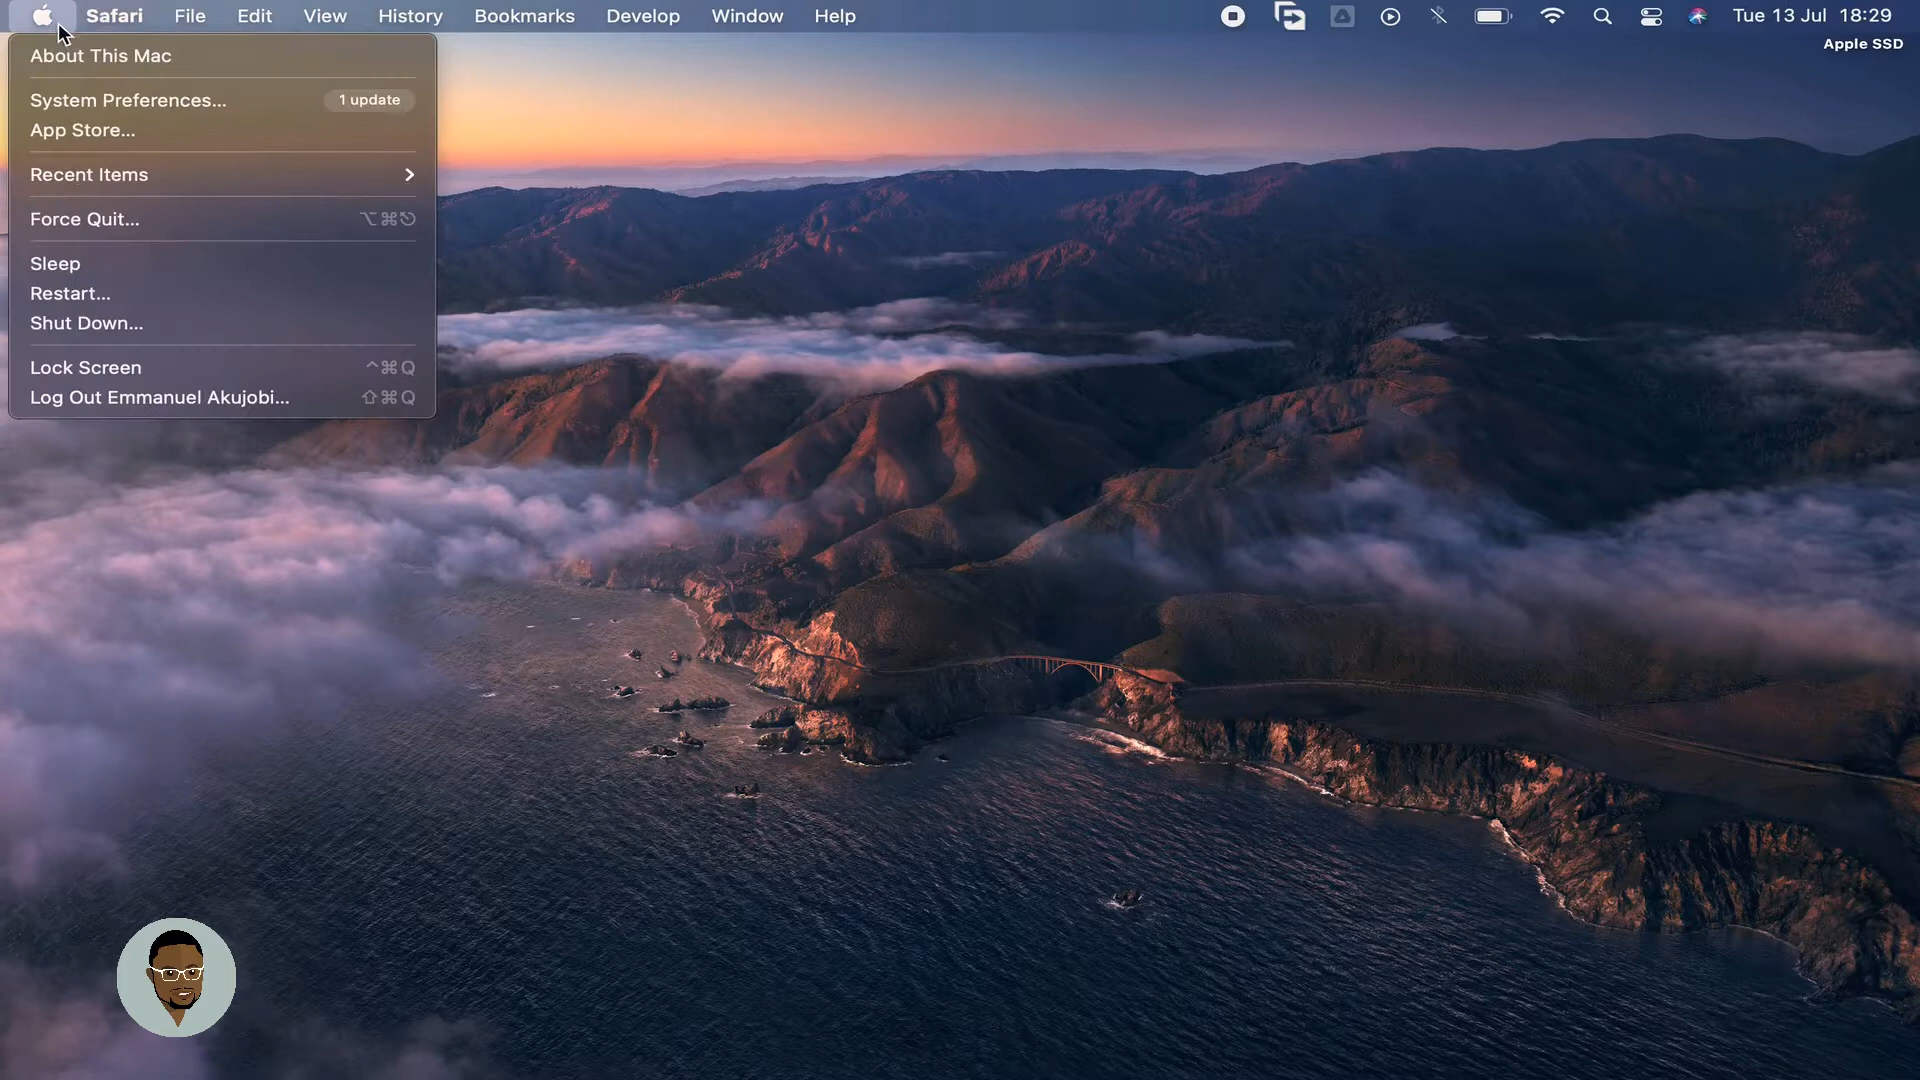 Safari File Edit View History Bookmarks Develop Window Help Tue 13 Jul 18:29
Apple SSD
About This Mac
System Preferences... 1 update
App Store...
Recent Items
Force Quit... ⌥⌘⎋
Sleep
Restart...
Shut Down...
Lock Screen ^⌘Q
Log Out Emmanuel Akujobi... ⇧⌘Q